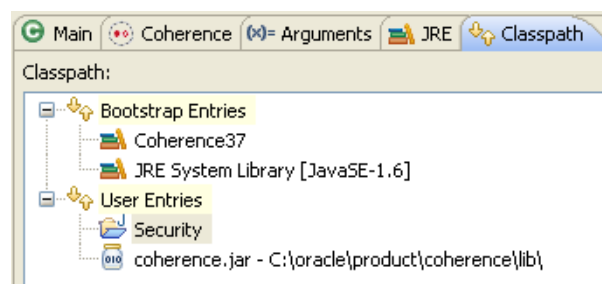 Main Coherence (x)= Arguments JRE Classpath
Classpath:
Bootstrap Entries
Coherence37
JRE System Library [JavaSE-1.6]
User Entries
Security
coherence.jar - C:\oracle\product\coherence\lib\